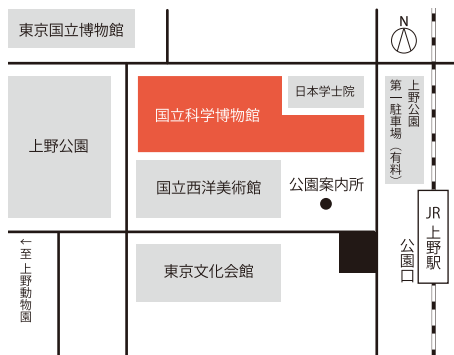 東京国立博物館
N
日本学士院
上野公園
第一駐車場（有料）
国立科学博物館
上野公園
国立西洋美術館
公園案内所
JR上野駅
公園口
←至上野動物園
東京文化会館